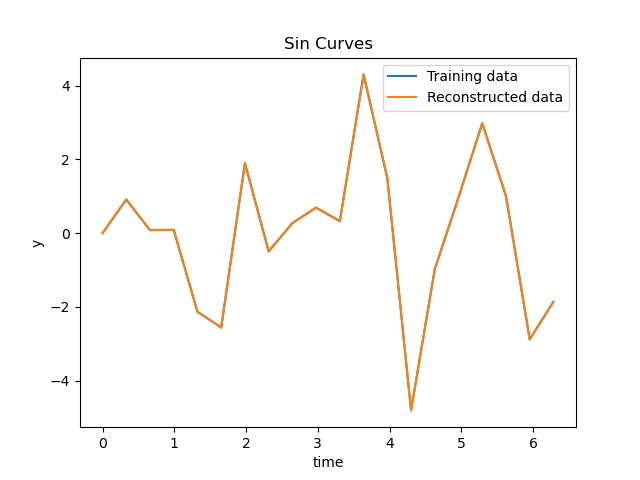 Sin Curves
Training data
Reconstructed data
y
4
2
0
−2
−4
0 1 2 3 4 5 6
time